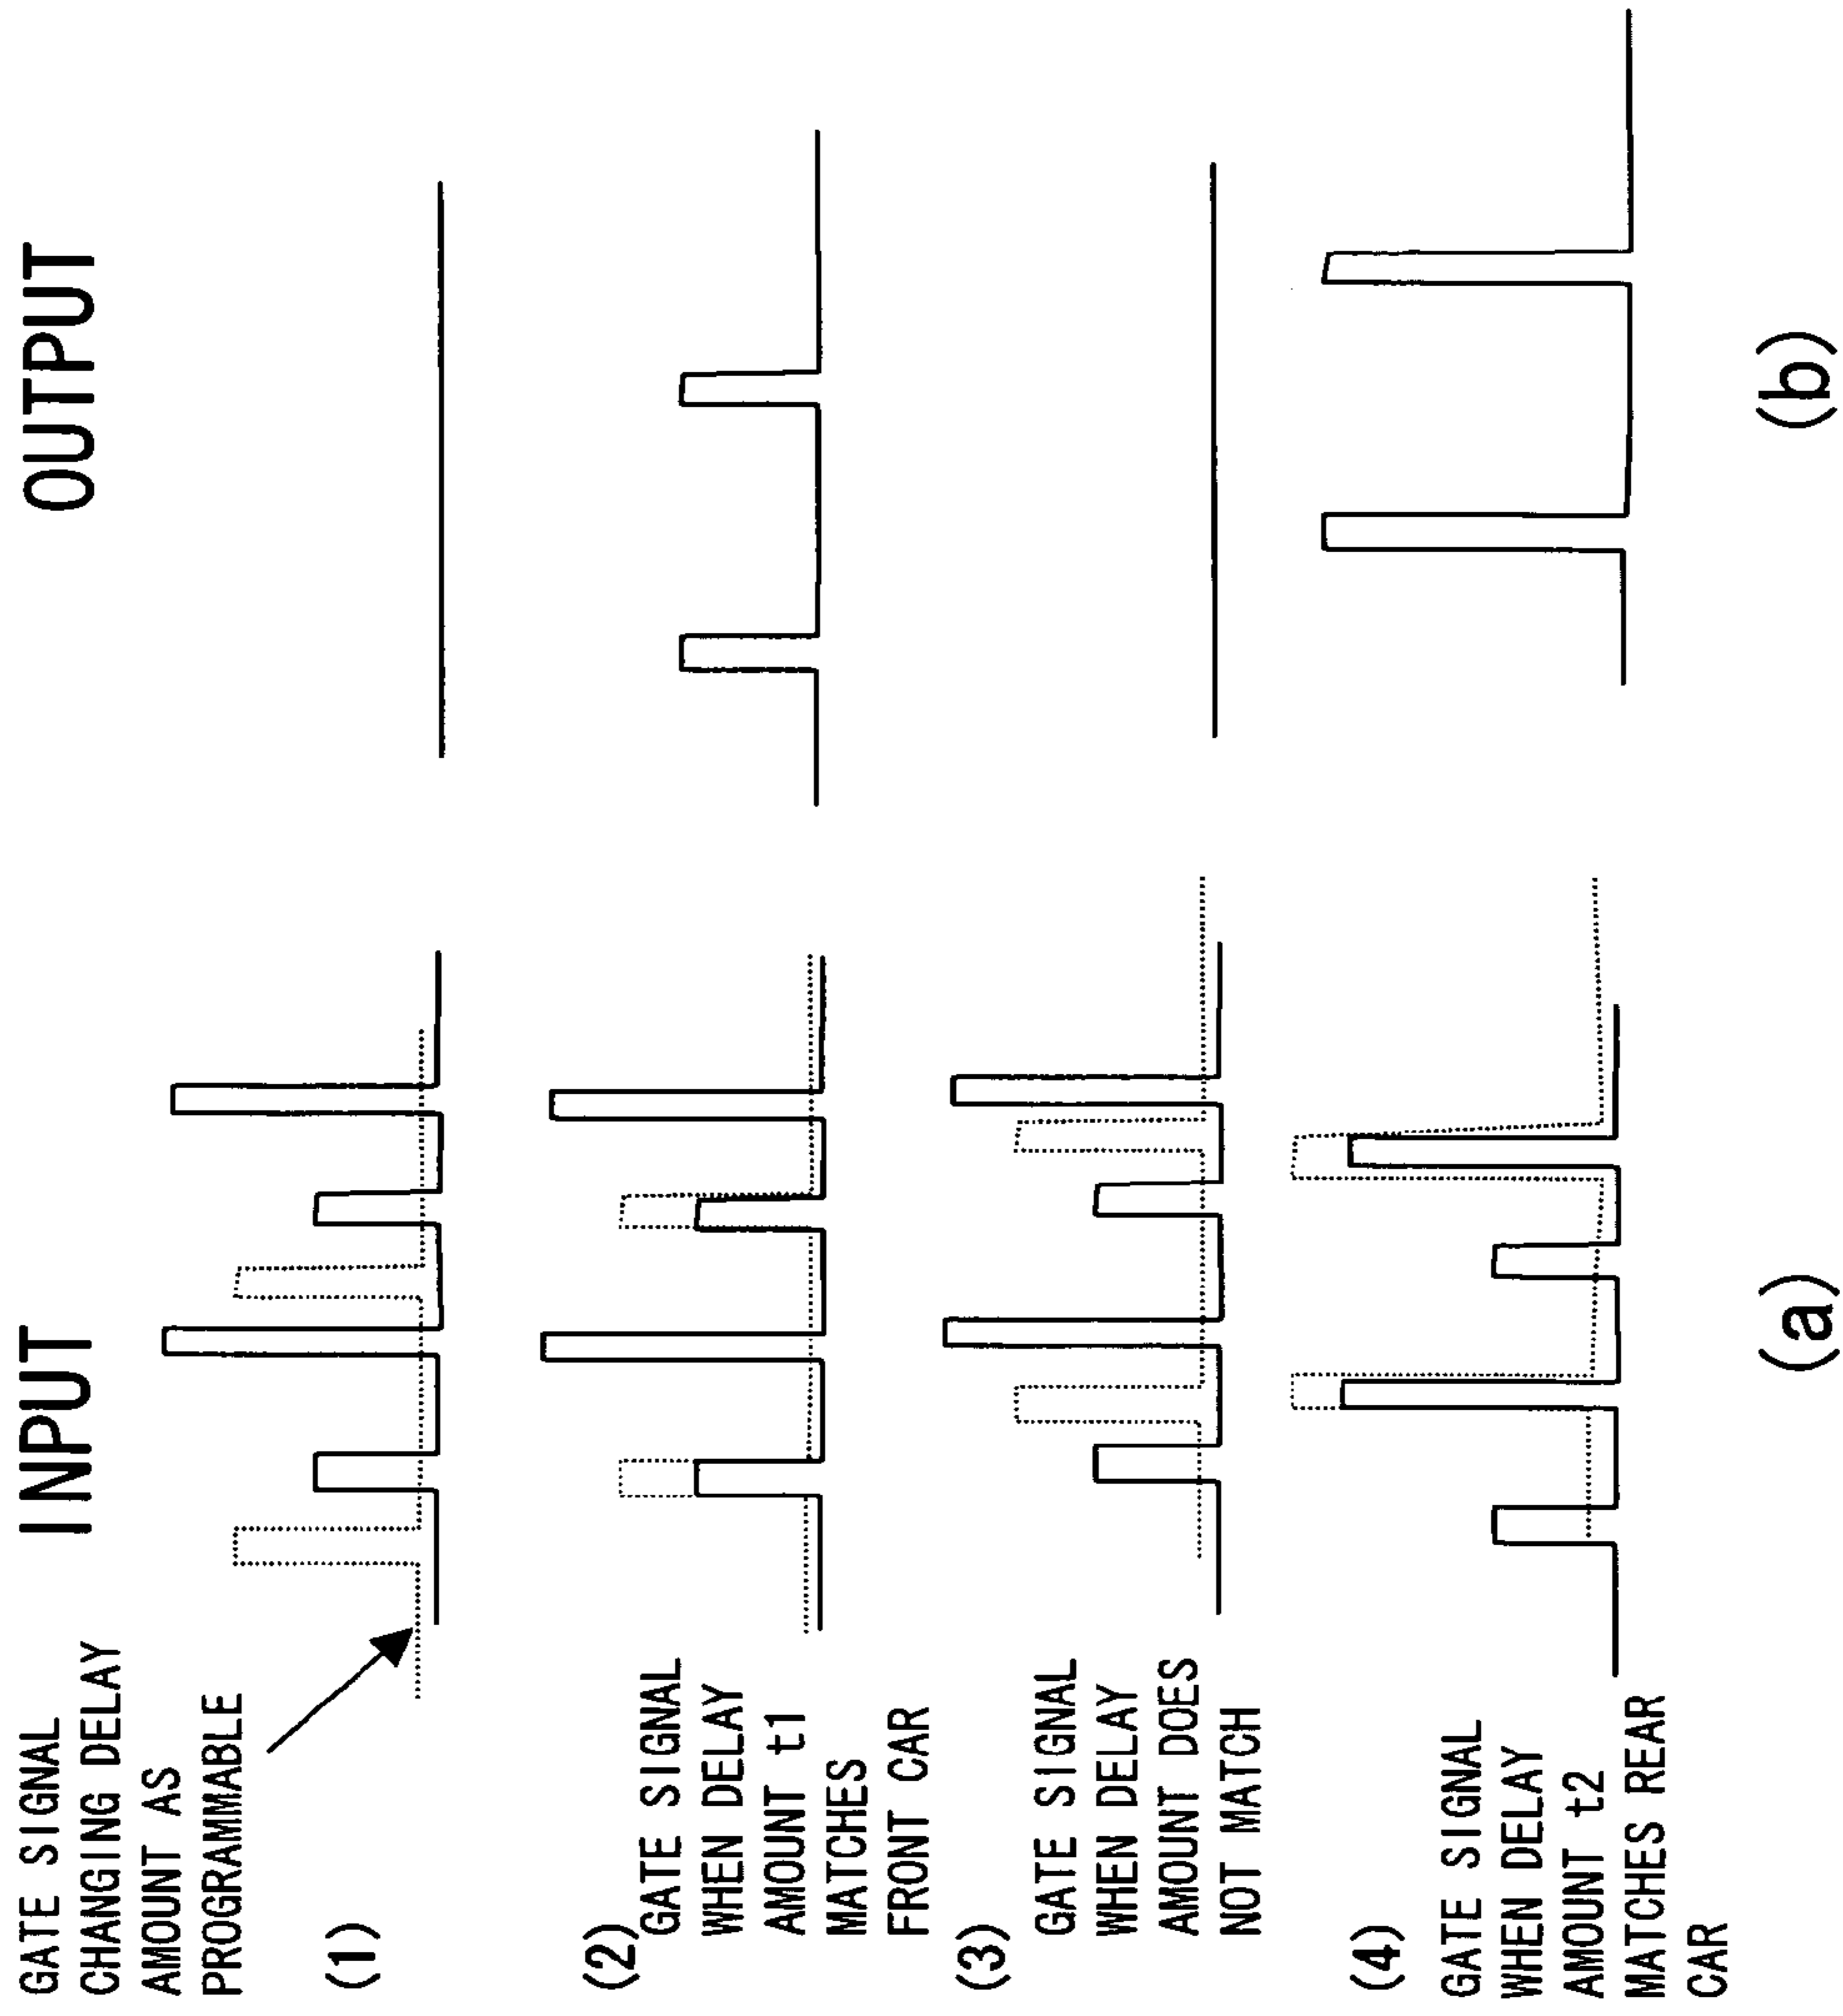 INPUT
OUTPUT
GATE SIGNAL
CHANGING DELAY
AMOUNT AS
PROGRAMMABLE
(1)
(2)
GATE SIGNAL
WHEN DELAY
AMOUNT t1
MATCHES
FRONT CAR
(3)
GATE SIGNAL
WHEN DELAY
AMOUNT DOES
NOT MATCH
(4)
GATE SIGNAL
WHEN DELAY
AMOUNT t2
MATCHES REAR
CAR
(a)
(b)